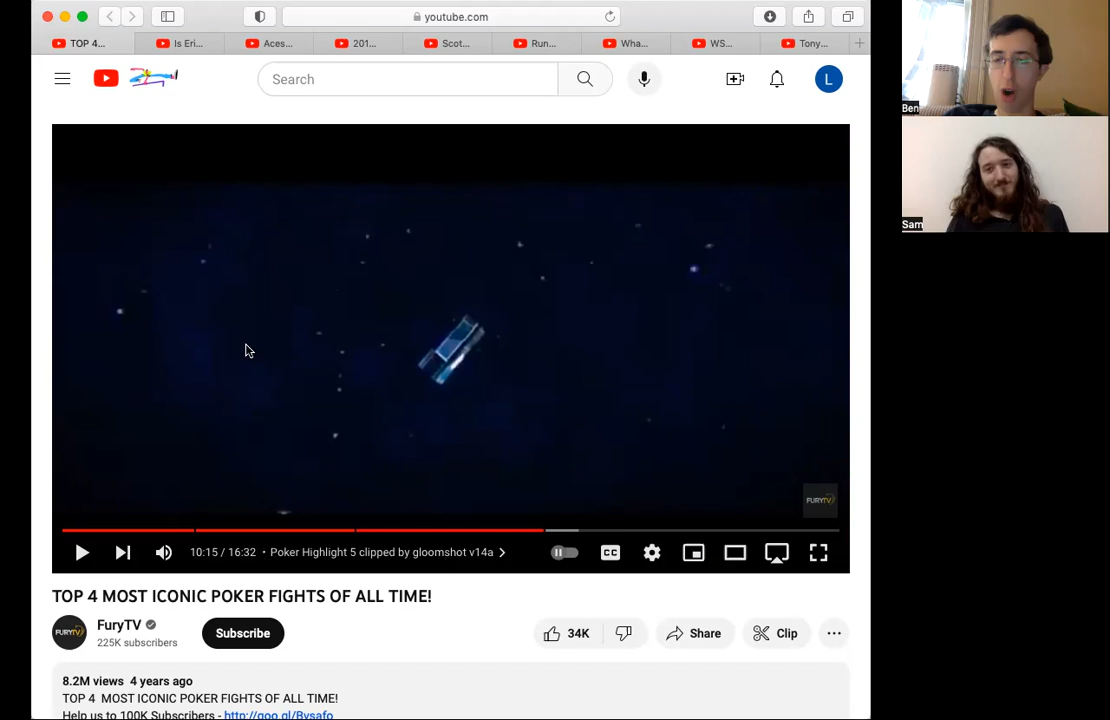 youtube.com
TOP 4...
Is Eri...
Aces...
201...
Scot...
Run...
Wha...
WS...
Tony...
Search
L
Ben
Sam
FURYTV
10:15 / 16:32 • Poker Highlight 5 clipped by gloomshot v14a
CC
TOP 4 MOST ICONIC POKER FIGHTS OF ALL TIME!
FURYTV
FuryTV
225K subscribers
Subscribe
34K
Share
Clip
8.2M views 4 years ago
TOP 4 MOST ICONIC POKER FIGHTS OF ALL TIME!
Help us to 100K Subscribers - http://goo.gl/Bvsafo